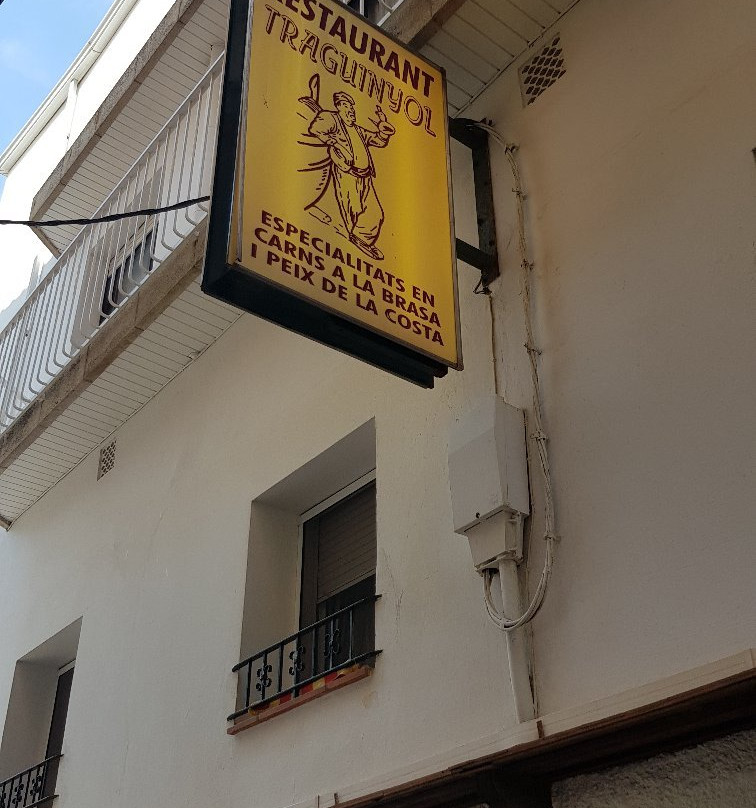 RESTAURANT
TRAGUINYOL
ESPECIALITATS EN
CARNS A LA BRASA
I PEIX DE LA COSTA